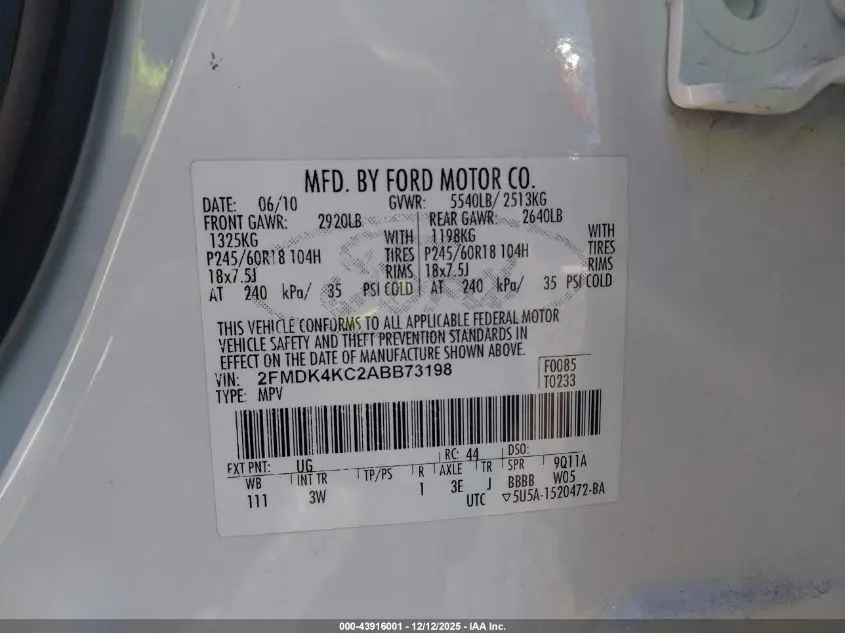 MFD. BY FORD MOTOR CO.
DATE: 06/10 GVWR: 5540LB/ 2513KG
FRONT GAWR: 2920LB REAR GAWR: 2640LB
1325KG WITH 1198KG WITH
P245/60R18 104H TIRES P245/60R18 104H TIRES
18x7.5J RIMS 18x7.5J RIMS
AT 240 kPa/ 35 PSI COLD AT 240 kPa/ 35 PSI COLD
THIS VEHICLE CONFORMS TO ALL APPLICABLE FEDERAL MOTOR
VEHICLE SAFETY AND THEFT PREVENTION STANDARDS IN
EFFECT ON THE DATE OF MANUFACTURE SHOWN ABOVE.
VIN: 2FMDK4KC2ABB73198 F0085
TYPE: MPV T0233
EXT PNT: UG RC: 44 DSO:
WB INT TR TP/PS R AXLE TR SPR 9Q11A
111 3W 1 3E J BBBB W05
UTC ▽5U5A-1520472-BA
000-43916001 - 12/12/2025 - IAA Inc.